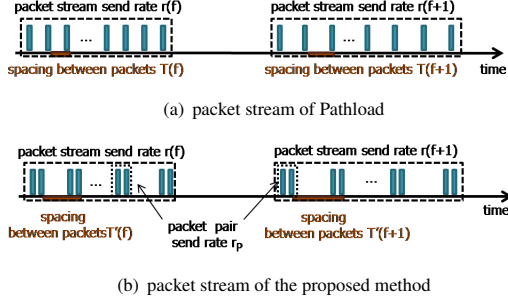 packet stream send rate r(f)
packet stream send rate r(f+1)
...
...
spacing between packets T(f)
spacing between packets T(f+1)
time
(a) packet stream of Pathload
packet stream send rate r(f)
packet stream send rate r(f+1)
...
...
spacing
between packetsT'(f)
packet pair
send rate rP
spacing
between packets T'(f+1)
time
(b) packet stream of the proposed method